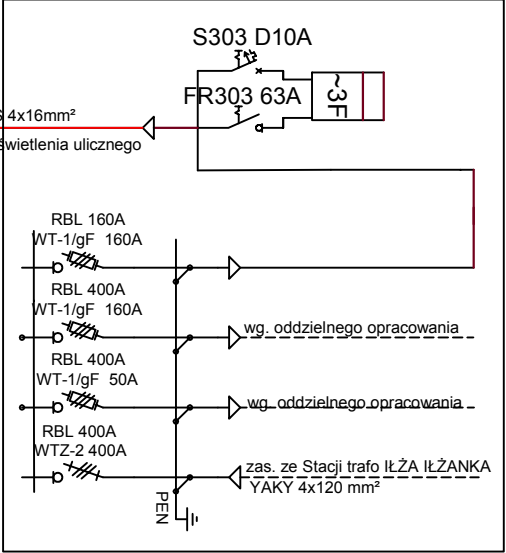 S303 D10A
FR303 63A
~3F
4x16mm²
świetlenia ulicznego
RBL 160A
WT-1/gF 160A
RBL 400A
WT-1/gF 160A
wg. oddzielnego opracowania
RBL 400A
WT-1/gF 50A
wg. oddzielnego opracowania
RBL 400A
WTZ-2 400A
zas. ze Stacji trafo IŁŻA IŁŻANKA
YAKY 4x120 mm²
PEN